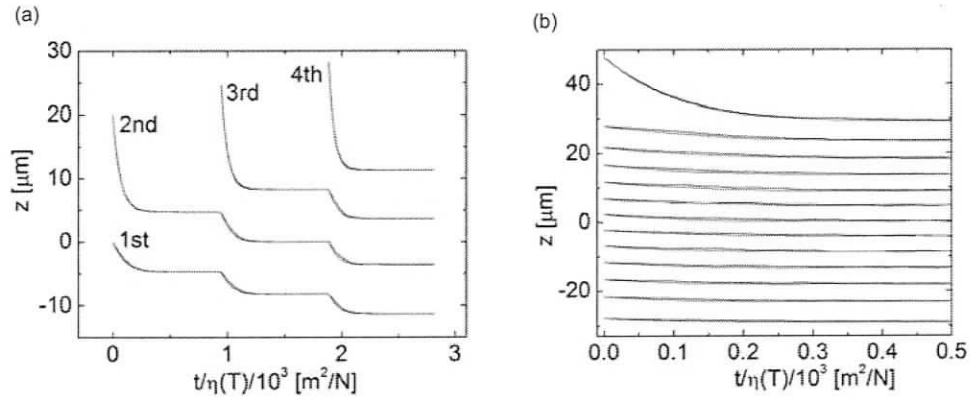 (a)
30
20
10
0
-10
z [μm]
1st
2nd
3rd
4th
0
1
2
3
t/η(T)/10³ [m²/N]
(b)
40
20
0
-20
z [μm]
0.0
0.1
0.2
0.3
0.4
0.5
t/η(T)/10³ [m²/N]